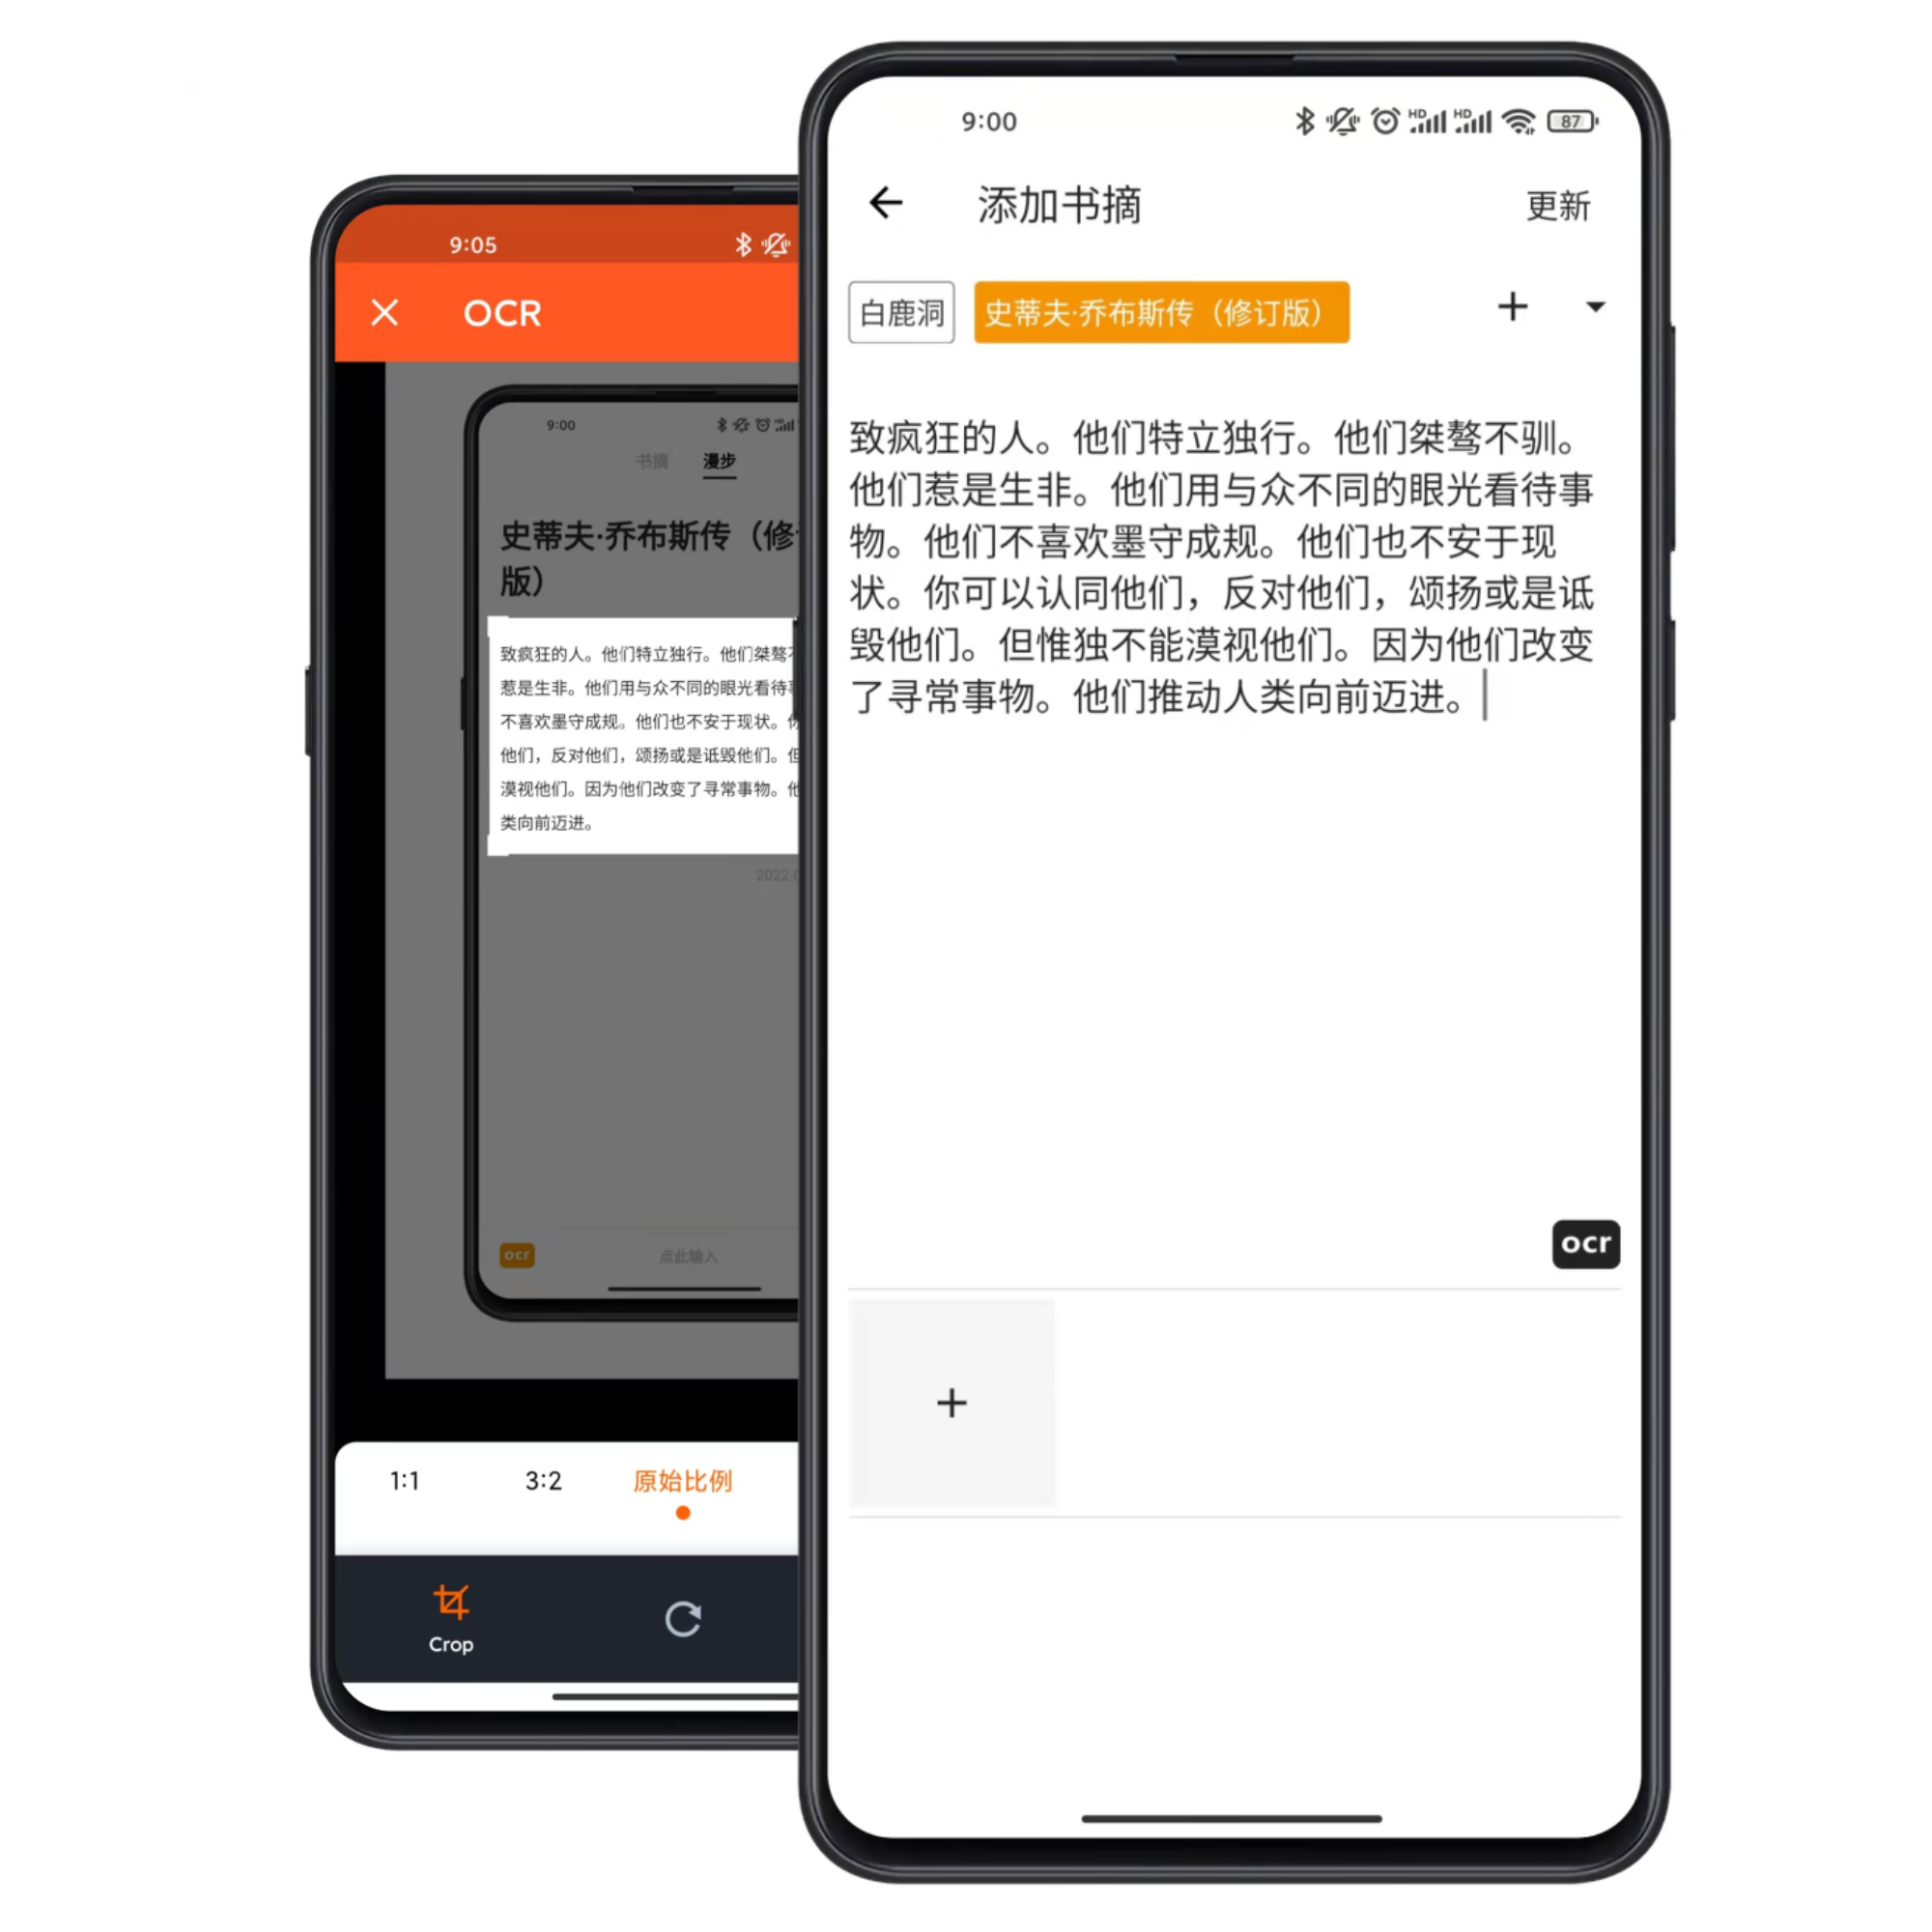 9:05
OCR
9:00
书摘 漫步
史蒂夫·乔布斯传（修
版）
致疯狂的人。他们特立独行。他们桀骜
惹是生非。他们用与众不同的眼光看待
不喜欢墨守成规。他们也不安于现状。
他们，反对他们，颂扬或是诋毁他们。但
漠视他们。因为他们改变了寻常事物。他
类向前迈进。
2022-0
ocr 点此输入
1:1 3:2 原始比例
Crop
9:00 HD HD 87
添加书摘 更新
白鹿洞 史蒂夫·乔布斯传（修订版）
致疯狂的人。他们特立独行。他们桀骜不驯。
他们惹是生非。他们用与众不同的眼光看待事
物。他们不喜欢墨守成规。他们也不安于现
状。你可以认同他们，反对他们，颂扬或是诋
毁他们。但惟独不能漠视他们。因为他们改变
了寻常事物。他们推动人类向前迈进。
ocr